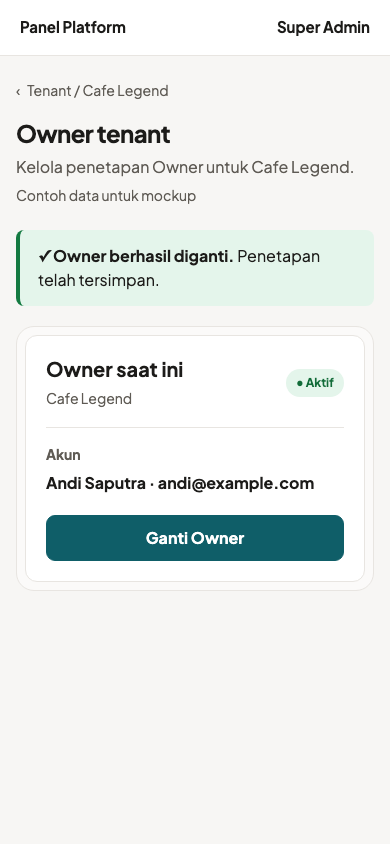 Panel Platform
Super Admin
‹ Tenant / Cafe Legend
Owner tenant
Kelola penetapan Owner untuk Cafe Legend.
Contoh data untuk mockup
✓Owner berhasil diganti. Penetapan
telah tersimpan.
Owner saat ini
Cafe Legend
● Aktif
Akun
Andi Saputra · andi@example.com
Ganti Owner